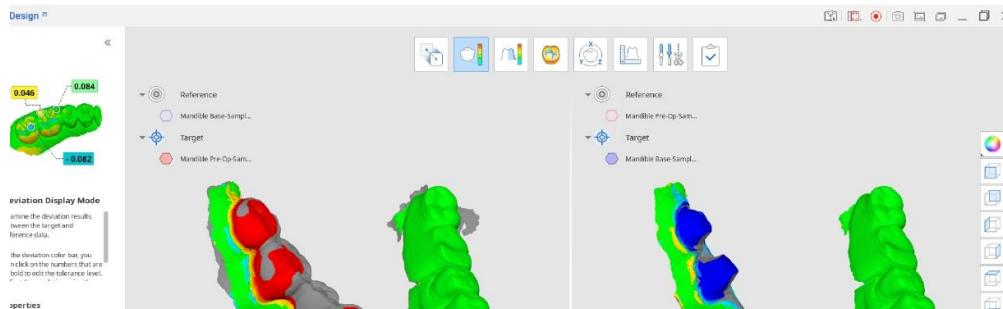 Design
0.046
0.084
- 0.082
eviation Display Mode
amine the deviation results
tween the target and
ference data.
the deviation color bar, you
n click on the numbers that are
bold to edit the tolerance level.
operties
Reference
Mandible Base-Sampl...
Target
Mandible Pre-Op-Sam...
X
Y
Z
Reference
Mandible Pre-Op-Sam...
Target
Mandible Base-Sampl...